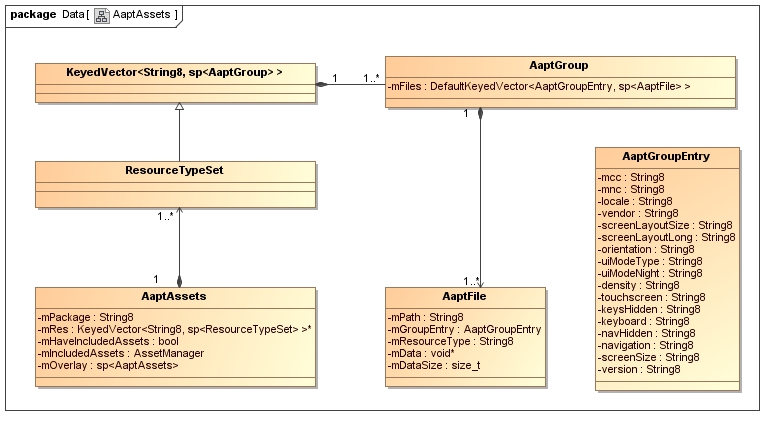 package Data[ AaptAssets ]
KeyedVector<String8, sp<AaptGroup> >
1
1..*
AaptGroup
-mFiles : DefaultKeyedVector<AaptGroupEntry, sp<AaptFile> >
1
ResourceTypeSet
1..*
1
AaptAssets
-mPackage : String8
-mRes : KeyedVector<String8, sp<ResourceTypeSet> >*
-mHaveIncludedAssets : bool
-mIncludedAssets : AssetManager
-mOverlay : sp<AaptAssets>
1..*
AaptFile
-mPath : String8
-mGroupEntry : AaptGroupEntry
-mResourceType : String8
-mData : void*
-mDataSize : size_t
AaptGroupEntry
-mcc : String8
-mnc : String8
-locale : String8
-vendor : String8
-screenLayoutSize : String8
-screenLayoutLong : String8
-orientation : String8
-uiModeType : String8
-uiModeNight : String8
-density : String8
-touchscreen : String8
-keysHidden : String8
-keyboard : String8
-navHidden : String8
-navigation : String8
-screenSize : String8
-version : String8